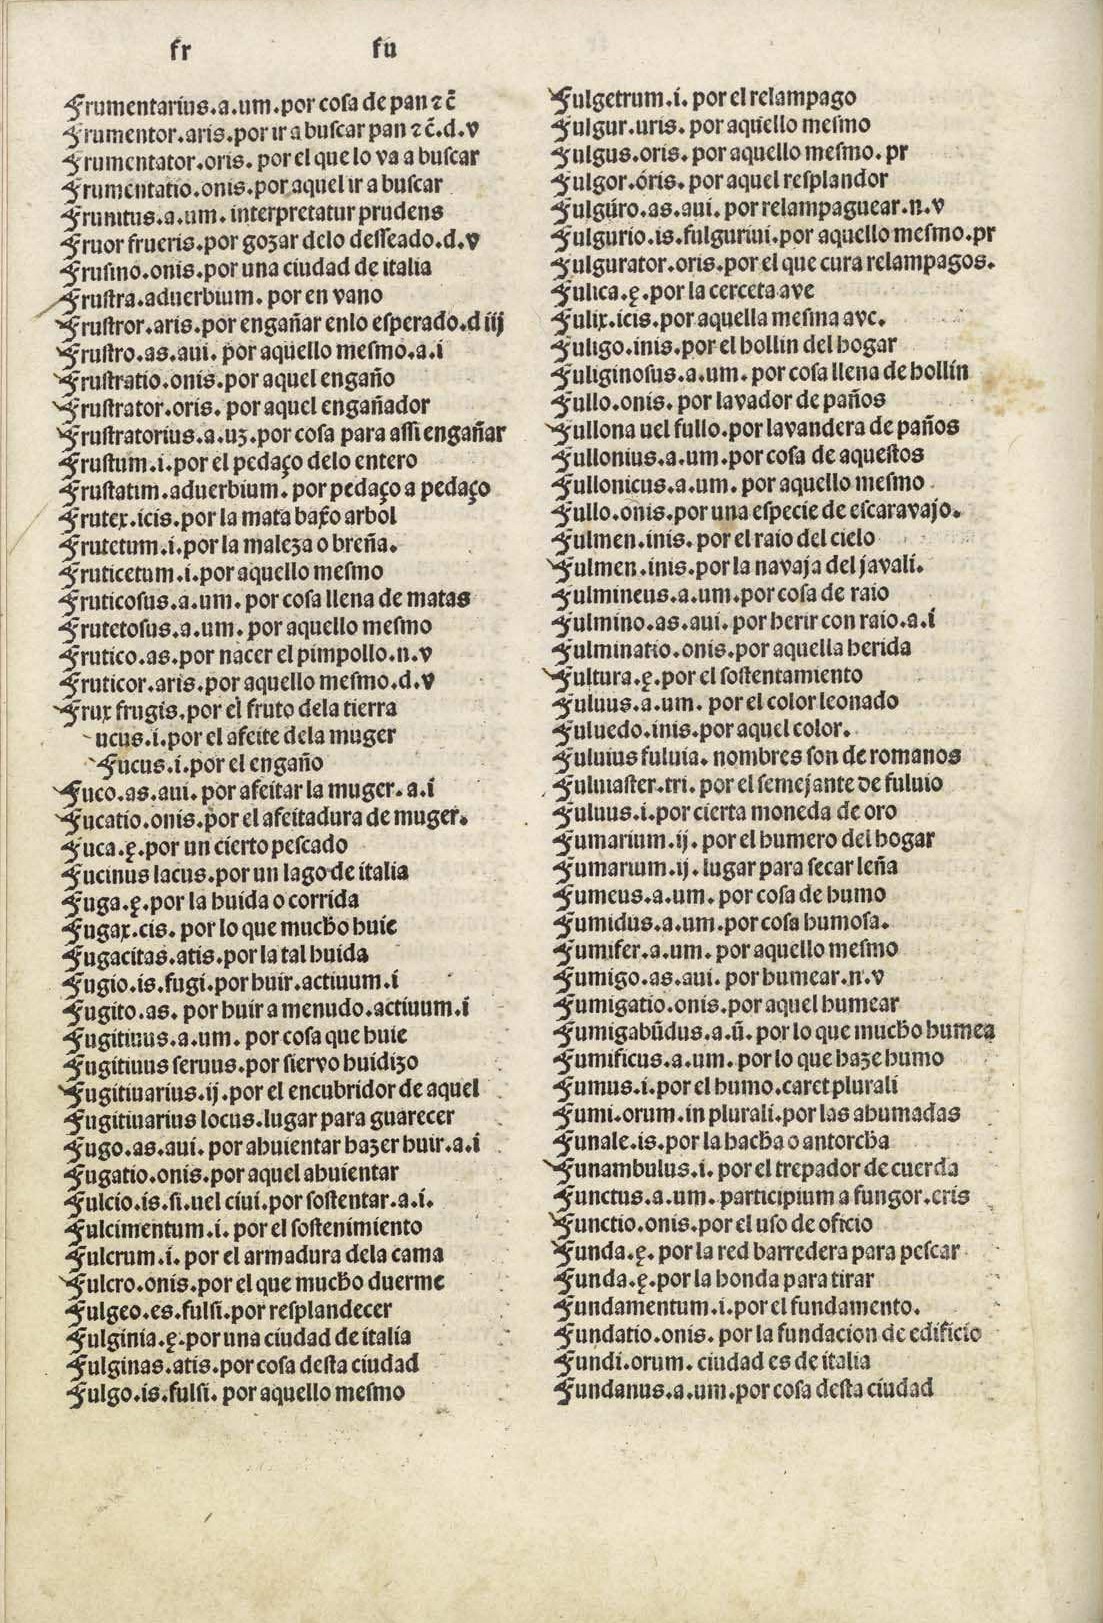 fr fu
Frumentarius.a.um.por cosa de pan ⁊ c̃
Frumentor.aris.por ir a buscar pan ⁊ c̃.d.v
Frumentator.oris. por el que lo va a buscar
Frumentatio.onis.por aquel ir a buscar
Frunitus.a.um. interpretatur prudens
Fruor frueris.por gozar delo desseado.d.v
Frusino.onis.por una ciudad de italia
Frustra.aduerbium. por en vano
Frustror.aris.por engañar enlo esperado.d iij
Frustro.as.aui. por aquello mesmo.a.i
Frustratio.onis.por aquel engaño
Frustrator.oris. por aquel engañador
Frustratorius.a.uʒ.por cosa para assi engañar
Frustum.i.por el pedaço delo entero
Frustatim.aduerbium. por pedaço a pedaço
Frutex.icis.por la mata baxo arbol
Frutetum.i.por la maleza o breña.
Fruticetum.i.por aquello mesmo
Fruticosus.a.um. por cosa llena de matas
Frutetosus.a.um. por aquello mesmo
Frutico.as.por nacer el pimpollo.n.v
Fruticor.aris.por aquello mesmo.d.v
Frux frugis.por el fruto dela tierra
ucus.i.por el afeite dela muger
Fucus.i.por el engaño
Fuco.as.aui. por afeitar la muger. a.i
Fucatio.onis.por el afeitadura de muger.
Fuca.ę.por un cierto pescado
Fucinus lacus.por un lago de italia
Fuga.ę.por la huida o corrida
Fugax.cis. por lo que mucho huie
Fugacitas.atis.por la tal huida
Fugio.is.fugi.por huir.actiuum.i
Fugito.as. por huir a menudo.actiuum.i
Fugitiuus.a.um. por cosa que huie
Fugitiuus seruus.por siervo huidizo
Fugitiuarius.ij.por el encubridor de aquel
Fugitiuarius locus.lugar para guarecer
Fugo.as.aui. por ahuientar hazer huir.a.i
Fugatio.onis.por aquel ahuientar
Fulcio.is.si.uel ciui.por sostentar.a.i.
Fulcimentum.i. por el sostenimiento
Fulcrum.i. por el armadura dela cama
Fulcro.onis.por el que mucho duerme
Fulgeo.es.fulsi.por resplandecer
Fulginia.ę.por una ciudad de italia
Fulginas.atis.por cosa desta ciudad
Fulgo.is.fulsi. por aquello mesmo
Fulgetrum.i. por el relampago
Fulgur.uris. por aquello mesmo
Fulgus.oris. por aquello mesmo. pr
Fulgor.óris. por aquel resplandor
Fulguro.as.aui. por relampaguear.n.v
Fulgurio.is.fulguriui.por aquello mesmo.pr
Fulgurator.oris.por el que cura relampagos.
Fulica.ę.por la cerceta ave
Fulix.icis.por aquella mesma ave.
Fuligo.inis.por el hollin del hogar
Fuliginosus.a.um. por cosa llena de hollin
Fullo.onis. por lavador de paños
Fullona uel fullo.por lavandera de paños
Fullonius.a.um.por cosa de aquestos
Fullonicus.a.um. por aquello mesmo
Fullo.onis.por una especie de escaravajo.
Fulmen.inis. por el raio del cielo
Fulmen.inis.por la navaja del javali.
Fulmineus.a.um.por cosa de raio
Fulmino.as.aui. por herir con raio.a.i
Fulminatio.onis.por aquella herida
Fultura.ę.por el sostentamiento
Fuluus.a.um. por el color leonado
Fuluedo.inis.por aquel color.
Fuluius fuluia. nombres son de romanos
Fuluiaster.tri. por el semejante de fuluio
Fuluus.i.por cierta moneda de oro
Fumarium.ij. por el humero del hogar
Fumarium.ij. lugar para secar leña
Fumeus.a.um. por cosa de humo
Fumidus.a.um.por cosa humosa.
Fumifer.a.um. por aquello mesmo
Fumigo.as.aui. por humear.n.v
Fumigatio.onis.por aquel humear
Fumigabũdus.a.ũ. por lo que mucho humea
Fumificus.a.um. por lo que haze humo
Fumus.i.por el humo.caret plurali
Fumi.orum.in plurali.por las ahumadas
Funale.is.por la hacha o antorcha
Funambulus.i. por el trepador de cuerda
Functus.a.um. participium a fungor.eris
Functio.onis.por el uso de oficio
Funda.ę. por la red barredera para pescar
Funda.ę.por la honda para tirar
Fundamentum.i.por el fundamento.
Fundatio.onis. por la fundacion de edificio
Fundi.orum. ciudad es de italia
Fundanus.a.um.por cosa desta ciudad